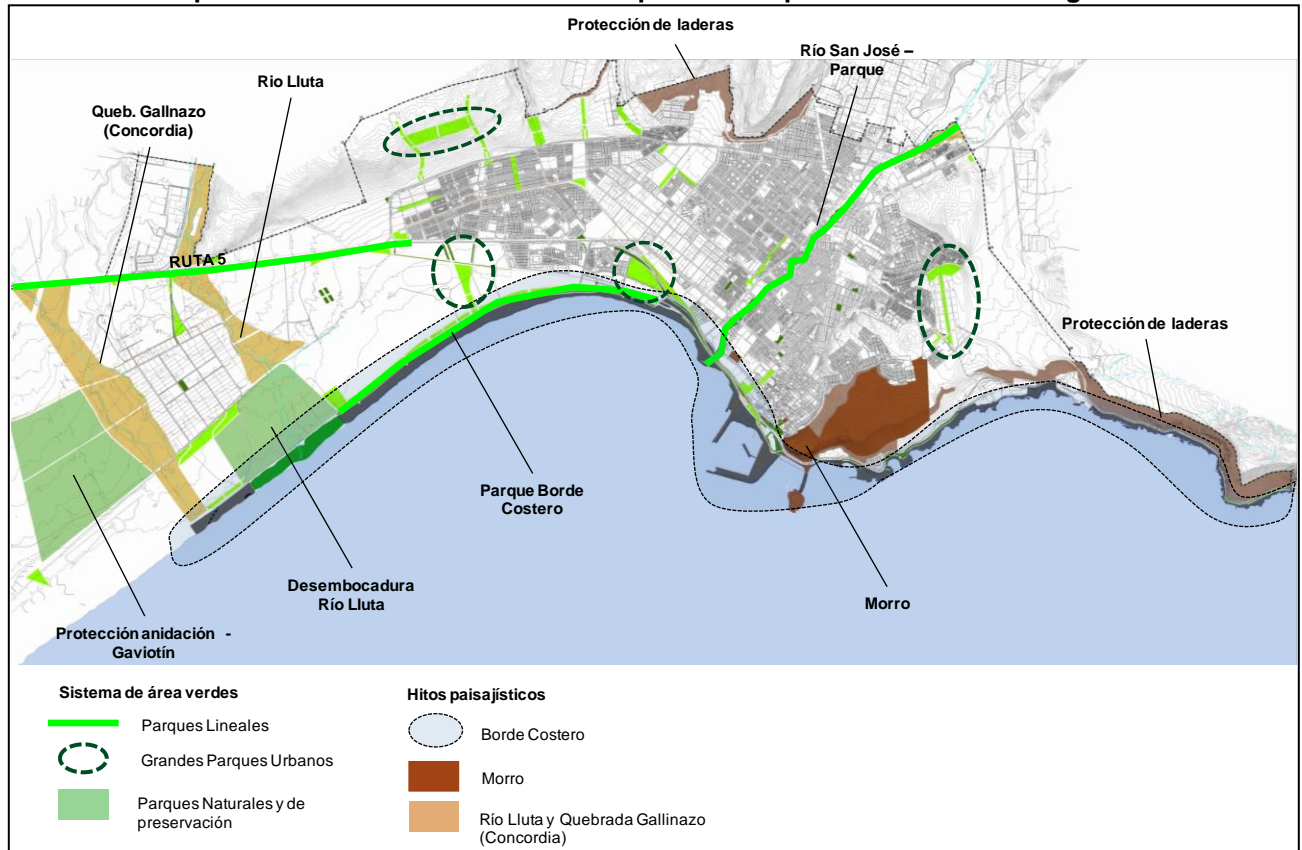 Protección de laderas
Río San José –
Parque
Rio Lluta
Queb. Gallnazo
(Concordia)
RUTA 5
Protección de laderas
Parque Borde
Costero
Desembocadura
Río Lluta
Morro
Protección anidación -
Gaviotín
Sistema de área verdes
Parques Lineales
Grandes Parques Urbanos
Parques Naturales y de
preservación
Hitos paisajísticos
Borde Costero
Morro
Río Lluta y Quebrada Gallinazo
(Concordia)